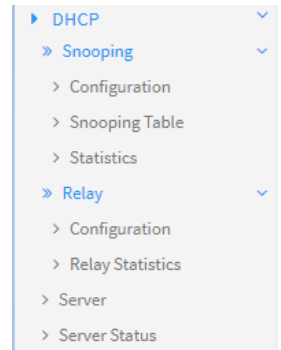 DHCP
Snooping
Configuration
Snooping Table
Statistics
Relay
Configuration
Relay Statistics
Server
Server Status